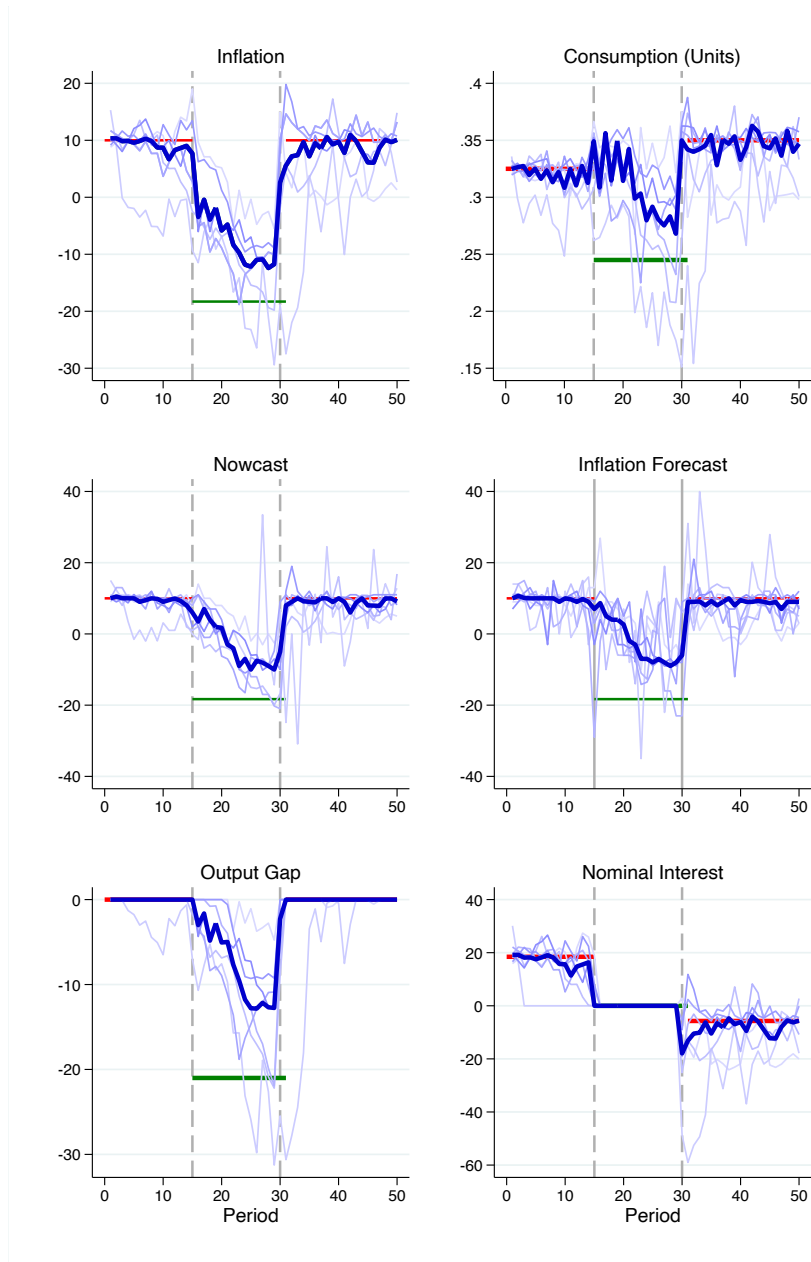 Inflation
20
10
0
-10
-20
-30
0 10 20 30 40 50
Consumption (Units)
.4
.35
.3
.25
.2
.15
0 10 20 30 40 50
Nowcast
40
20
0
-20
-40
0 10 20 30 40 50
Inflation Forecast
40
20
0
-20
-40
0 10 20 30 40 50
Output Gap
0
-10
-20
-30
0 10 20 30 40 50
Period
Nominal Interest
40
20
0
-20
-40
-60
0 10 20 30 40 50
Period